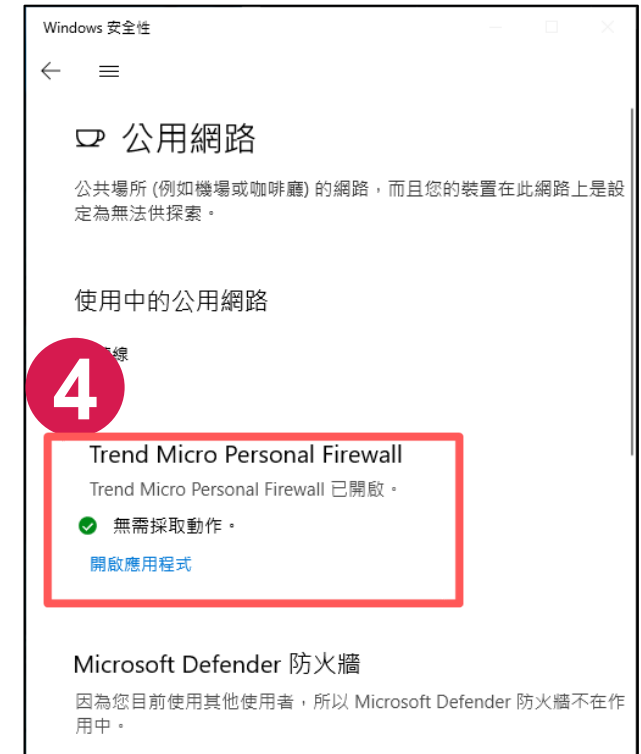 Windows 安全性
公用網路
公共場所 (例如機場或咖啡廳) 的網路，而且您的裝置在此網路上是設
定為無法供探索。
使用中的公用網路
線
4
Trend Micro Personal Firewall
Trend Micro Personal Firewall 已開啟。
無需採取動作。
開啟應用程式
Microsoft Defender 防火牆
因為您目前使用其他使用者，所以 Microsoft Defender 防火牆不在作
用中。